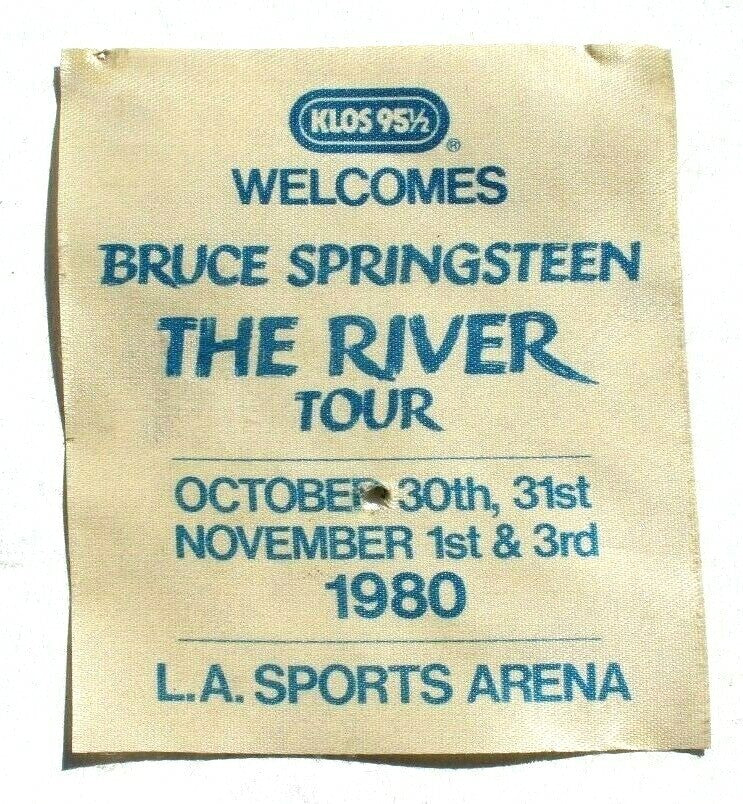 KLOS 95½
®
WELCOMES
BRUCE SPRINGSTEEN
THE RIVER
TOUR
OCTOBER 30th, 31st
NOVEMBER 1st & 3rd
1980
L.A. SPORTS ARENA